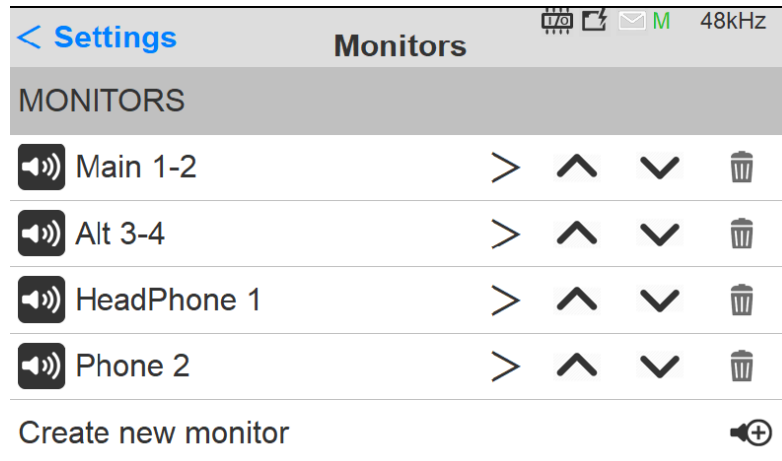 < Settings
Monitors
I/O
M
48kHz
MONITORS
Main 1-2
Alt 3-4
HeadPhone 1
Phone 2
Create new monitor